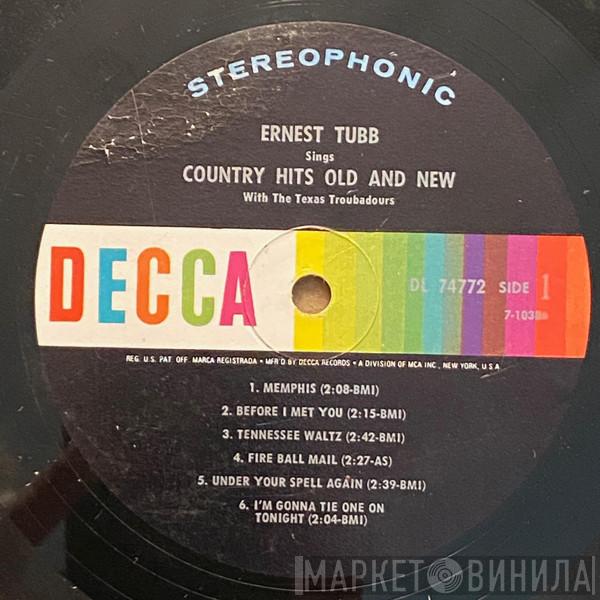 STEREOPHONIC
ERNEST TUBB
Sings
COUNTRY HITS OLD AND NEW
With The Texas Troubadours
DECCA
DL 74772 SIDE 1
REG. U.S. PAT. OFF. MARCA REGISTRADA • MFR'D BY DECCA RECORDS • A DIVISION OF MCA INC., NEW YORK, U.S.A
1. MEMPHIS (2:08-BMI)
2. BEFORE I MET YOU (2:15-BMI)
3. TENNESSEE WALTZ (2:42-BMI)
4. FIRE BALL MAIL (2:27-AS)
5. UNDER YOUR SPELL AGAIN (2:39-BMI)
6. I'M GONNA TIE ONE ON
TONIGHT (2:04-BMI)
МАРКЕТ ВИНИЛА